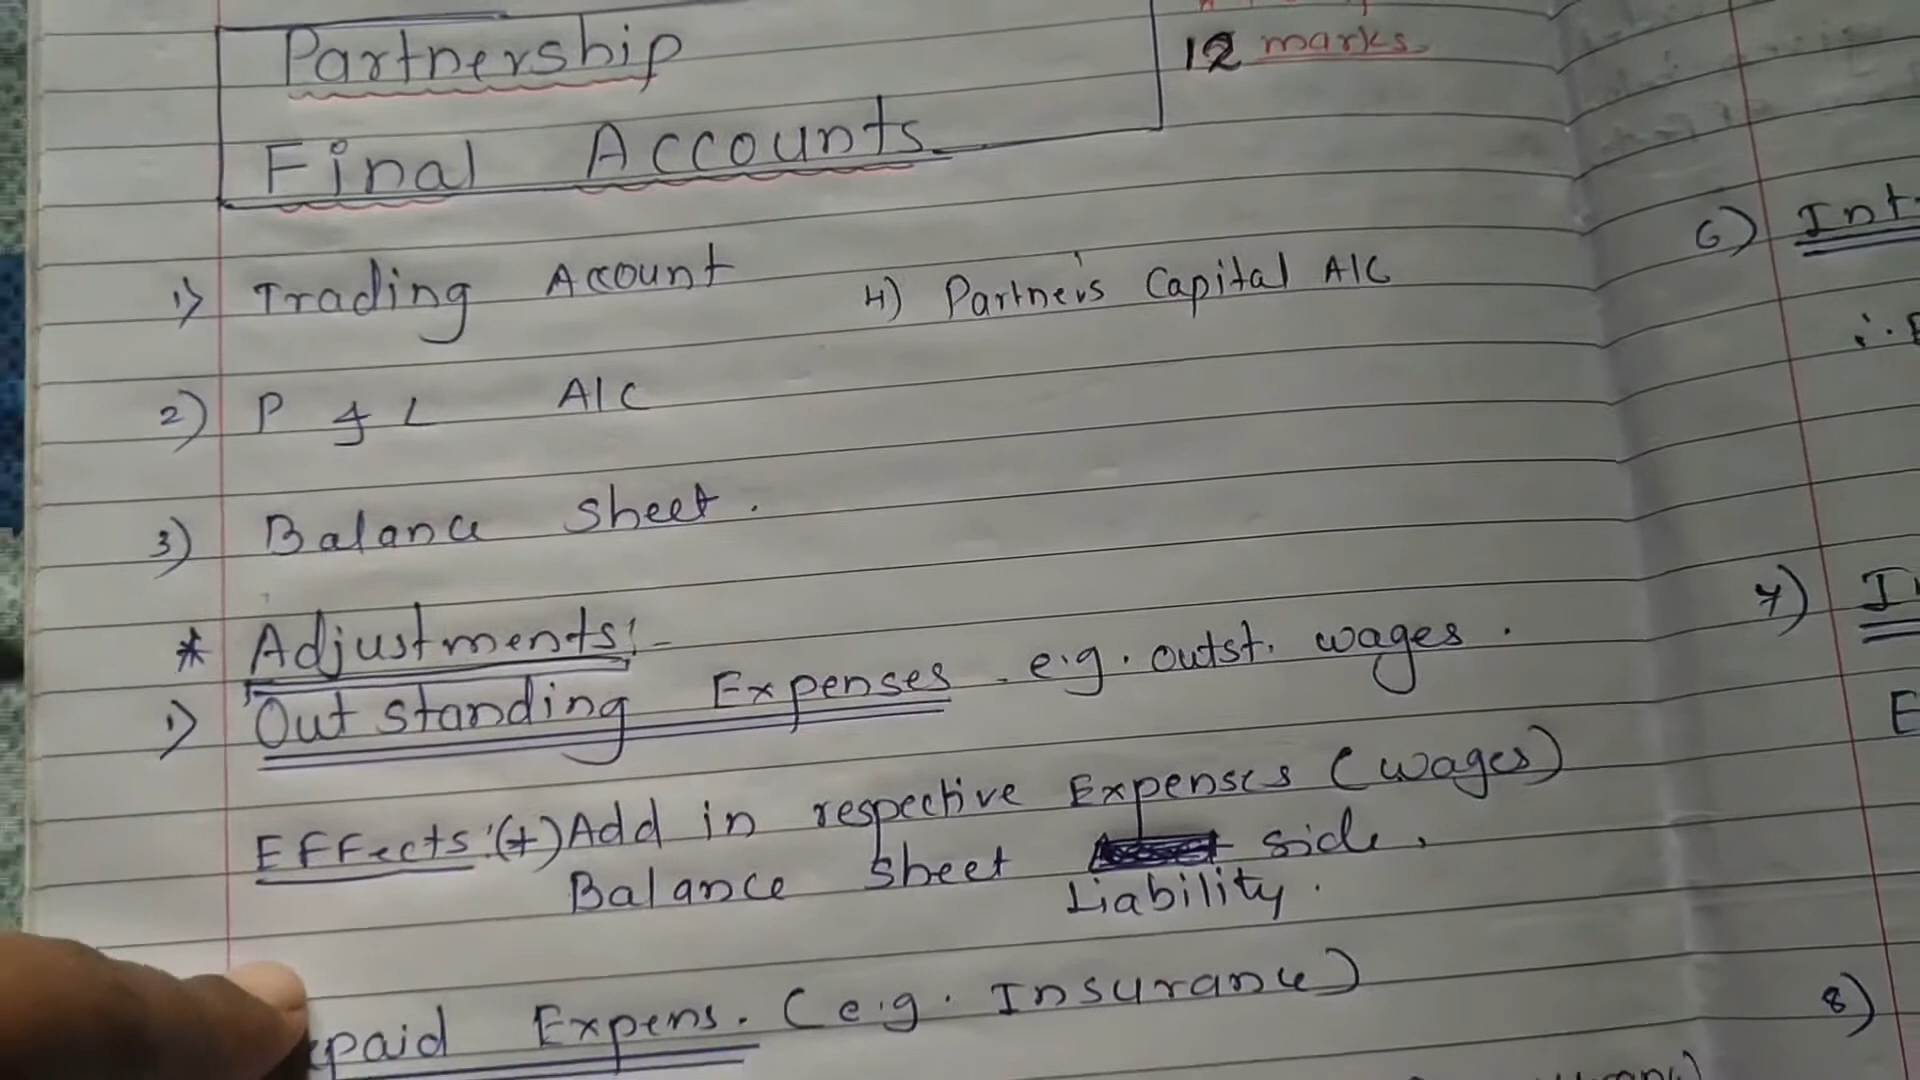 Partnership
Final Accounts
12 marks
1) Trading Account
4) Partner's Capital A/C
2) P & L A/C
3) Balance sheet.
* Adjustments:-
1) Outstanding Expenses - e.g. outst. wages.
Effects:(+) Add in respective Expenses (wages)
Balance sheet side.
Liability.
paid Expens. (e.g. Insurance)
6) Int
7)
8)